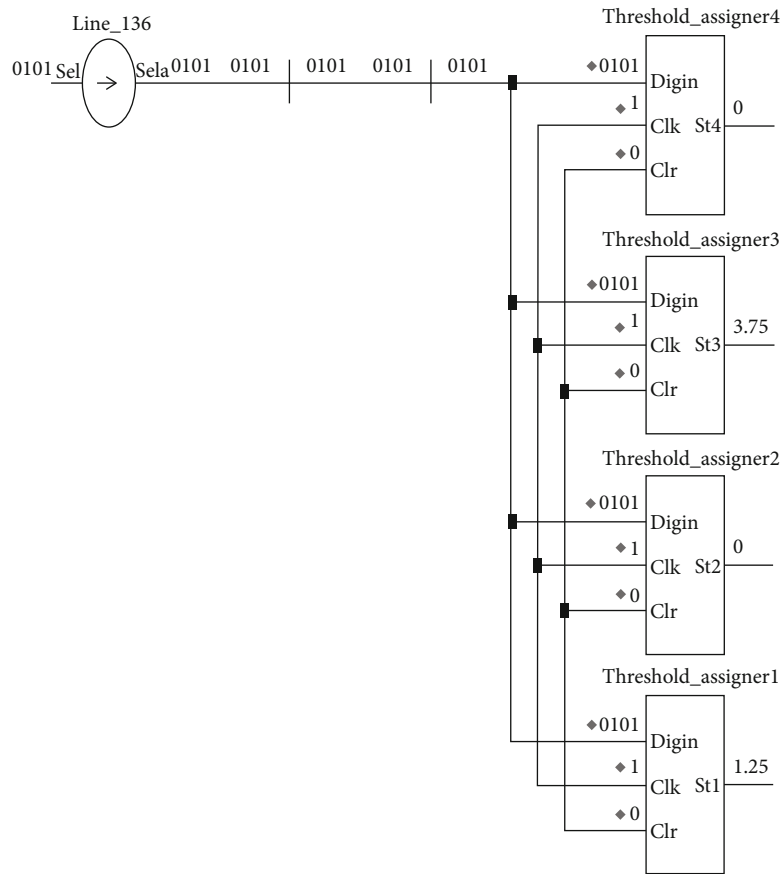 Line_136
Threshold_assigner4
0101 Sel Sela 0101 0101 0101 0101 0101
0101
Digin
1
Clk St4 0
0
Clr
Threshold_assigner3
0101
Digin
1
Clk St3 3.75
0
Clr
Threshold_assigner2
0101
Digin
1
Clk St2 0
0
Clr
Threshold_assigner1
0101
Digin
1
Clk St1 1.25
0
Clr